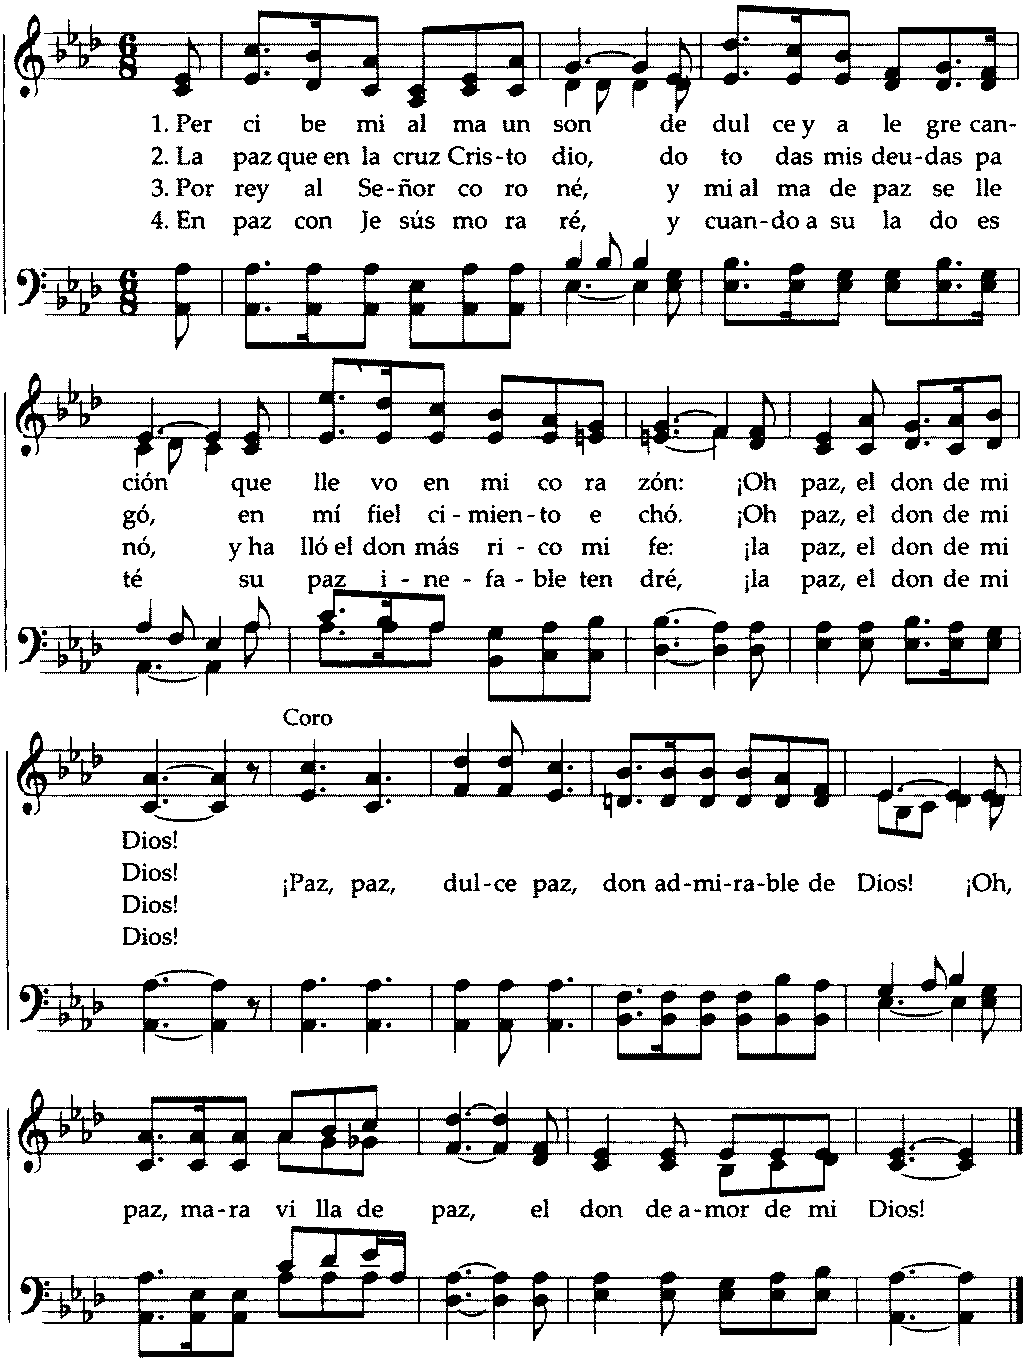 1. Per ci be mi al ma un son de dul ce y a le gre can-
2. La paz que en la cruz Cris-to dio, do to das mis deu-das pa
3. Por rey al Se-ñor co ro né, y mi al ma de paz se lle
4. En paz con Je sús mo ra ré, y cuan-do a su la do es
ción que lle vo en mi co ra zón: ¡Oh paz, el don de mi
gó, en mí fiel ci-mien-to e chó. ¡Oh paz, el don de mi
nó, y ha lló el don más ri-co mi fe: ¡la paz, el don de mi
té su paz i-ne-fa-ble ten dré, ¡la paz, el don de mi
Coro
Dios!
Dios!
¡Paz, paz, dul-ce paz, don ad-mi-ra-ble de Dios! ¡Oh,
Dios!
Dios!
paz, ma-ra vi lla de paz, el don de a-mor de mi Dios!